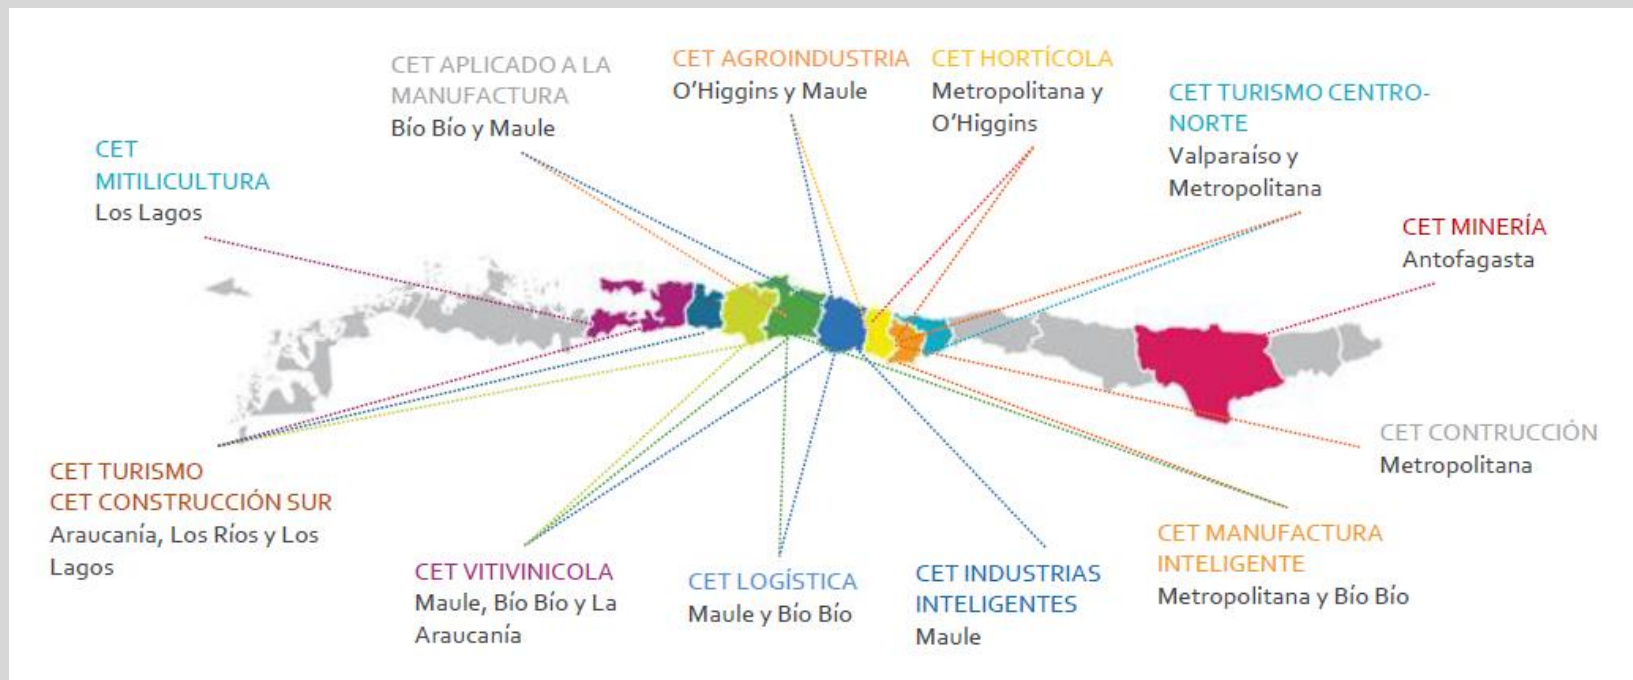 CET APLICADO A LA
MANUFACTURA
Bío Bío y Maule
CET AGROINDUSTRIA
O'Higgins y Maule
CET HORTÍCOLA
Metropolitana y
O'Higgins
CET TURISMO CENTRO-
NORTE
Valparaíso y
Metropolitana
CET
MITILICULTURA
Los Lagos
CET MINERÍA
Antofagasta
CET CONTRUCCIÓN
Metropolitana
CET TURISMO
CET CONSTRUCCIÓN SUR
Araucanía, Los Ríos y Los
Lagos
CET VITIVINICOLA
Maule, Bío Bío y La
Araucanía
CET LOGÍSTICA
Maule y Bío Bío
CET INDUSTRIAS
INTELIGENTES
Maule
CET MANUFACTURA
INTELIGENTE
Metropolitana y Bío Bío